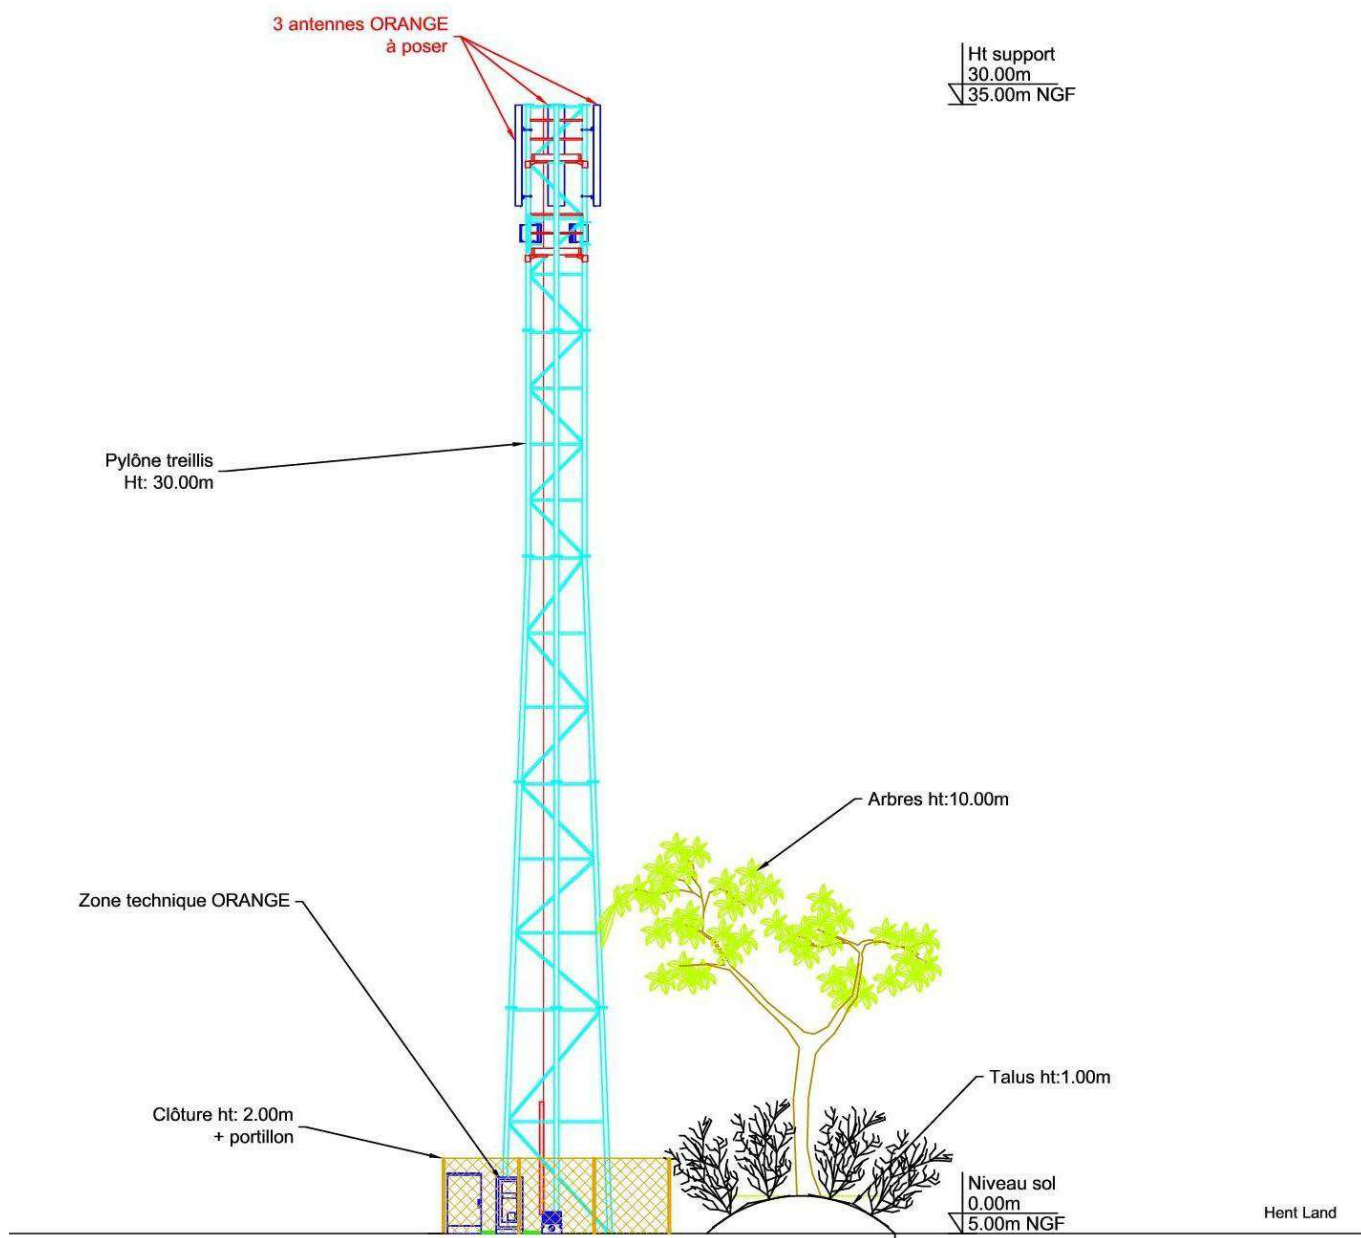 3 antennes ORANGE
à poser
Ht support
30.00m
35.00m NGF
Pylône treillis
Ht: 30.00m
Arbres ht:10.00m
Zone technique ORANGE
Talus ht:1.00m
Clôture ht: 2.00m
+ portillon
Niveau sol
0.00m
5.00m NGF
Hent Land